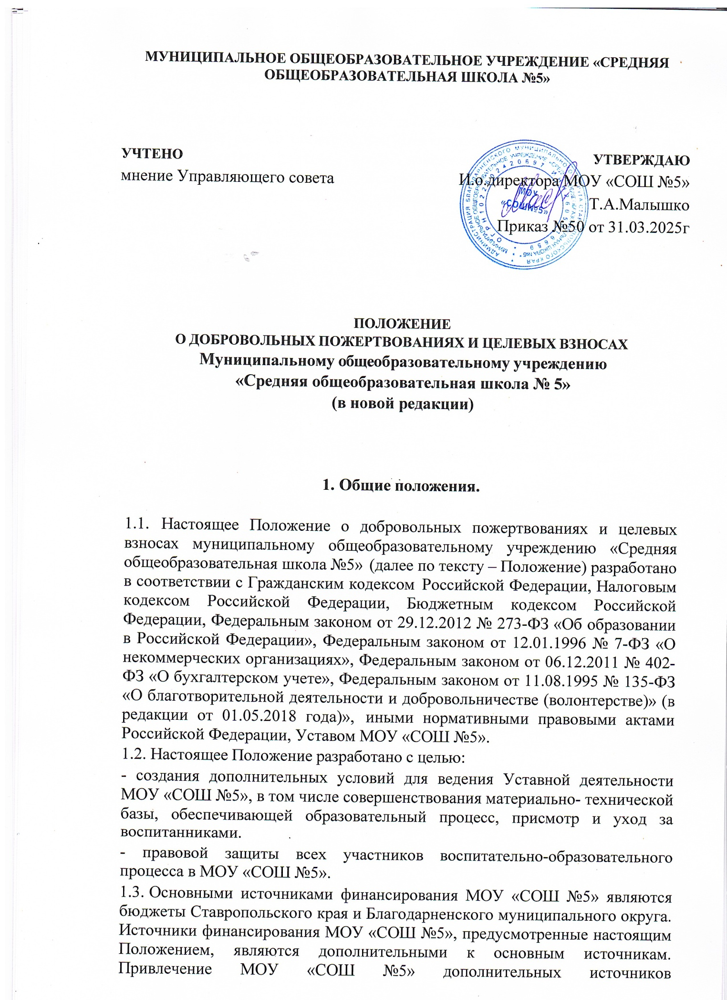 МУНИЦИПАЛЬНОЕ ОБЩЕОБРАЗОВАТЕЛЬНОЕ УЧРЕЖДЕНИЕ «СРЕДНЯЯ
ОБЩЕОБРАЗОВАТЕЛЬНАЯ ШКОЛА №5»
УЧТЕНО
мнение Управляющего совета
УТВЕРЖДАЮ
И.о.директора МОУ «СОШ №5»
Т.А.Малышко
Приказ №50 от 31.03.2025г
МОУ
«СОШ№5»
ПОЛОЖЕНИЕ
О ДОБРОВОЛЬНЫХ ПОЖЕРТВОВАНИЯХ И ЦЕЛЕВЫХ ВЗНОСАХ
Муниципальному общеобразовательному учреждению
«Средняя общеобразовательная школа № 5»
(в новой редакции)
1. Общие положения.
1.1. Настоящее Положение о добровольных пожертвованиях и целевых
взносах муниципальному общеобразовательному учреждению «Средняя
общеобразовательная школа №5» (далее по тексту – Положение) разработано
в соответствии с Гражданским кодексом Российской Федерации, Налоговым
кодексом Российской Федерации, Бюджетным кодексом Российской
Федерации, Федеральным законом от 29.12.2012 № 273-ФЗ «Об образовании
в Российской Федерации», Федеральным законом от 12.01.1996 № 7-ФЗ «О
некоммерческих организациях», Федеральным законом от 06.12.2011 № 402-
ФЗ «О бухгалтерском учете», Федеральным законом от 11.08.1995 № 135-ФЗ
«О благотворительной деятельности и добровольничестве (волонтерстве)» (в
редакции от 01.05.2018 года)», иными нормативными правовыми актами
Российской Федерации, Уставом МОУ «СОШ №5».
1.2. Настоящее Положение разработано с целью:
- создания дополнительных условий для ведения Уставной деятельности
МОУ «СОШ №5», в том числе совершенствования материально- технической
базы, обеспечивающей образовательный процесс, присмотр и уход за
воспитанниками.
- правовой защиты всех участников воспитательно-образовательного
процесса в МОУ «СОШ №5».
1.3. Основными источниками финансирования МОУ «СОШ №5» являются
бюджеты Ставропольского края и Благодарненского муниципального округа.
Источники финансирования МОУ «СОШ №5», предусмотренные настоящим
Положением, являются дополнительными к основным источникам.
Привлечение МОУ «СОШ №5» дополнительных источников